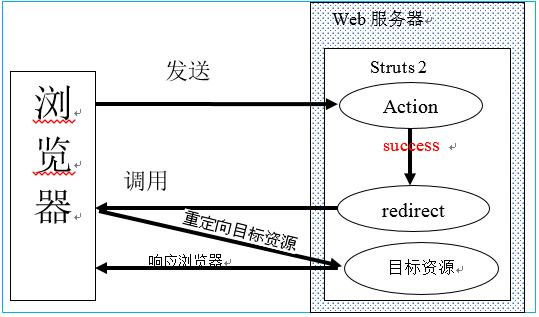 Web 服务器
Struts 2
发送
Action
浏
览
器
success
调用
redirect
重定向目标资源
响应浏览器
目标资源